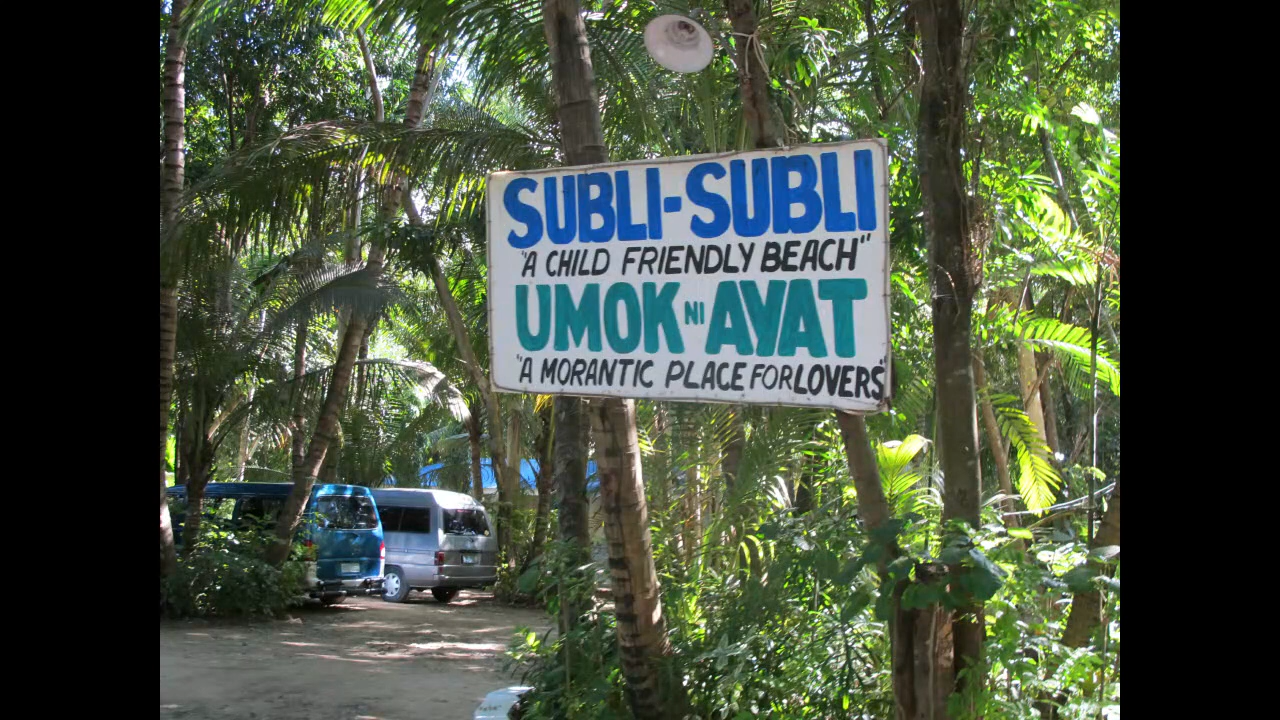 SUBLI-SUBLI
"A CHILD FRIENDLY BEACH"
UMOK NI AYAT
"A MORANTIC PLACE FOR LOVERS"